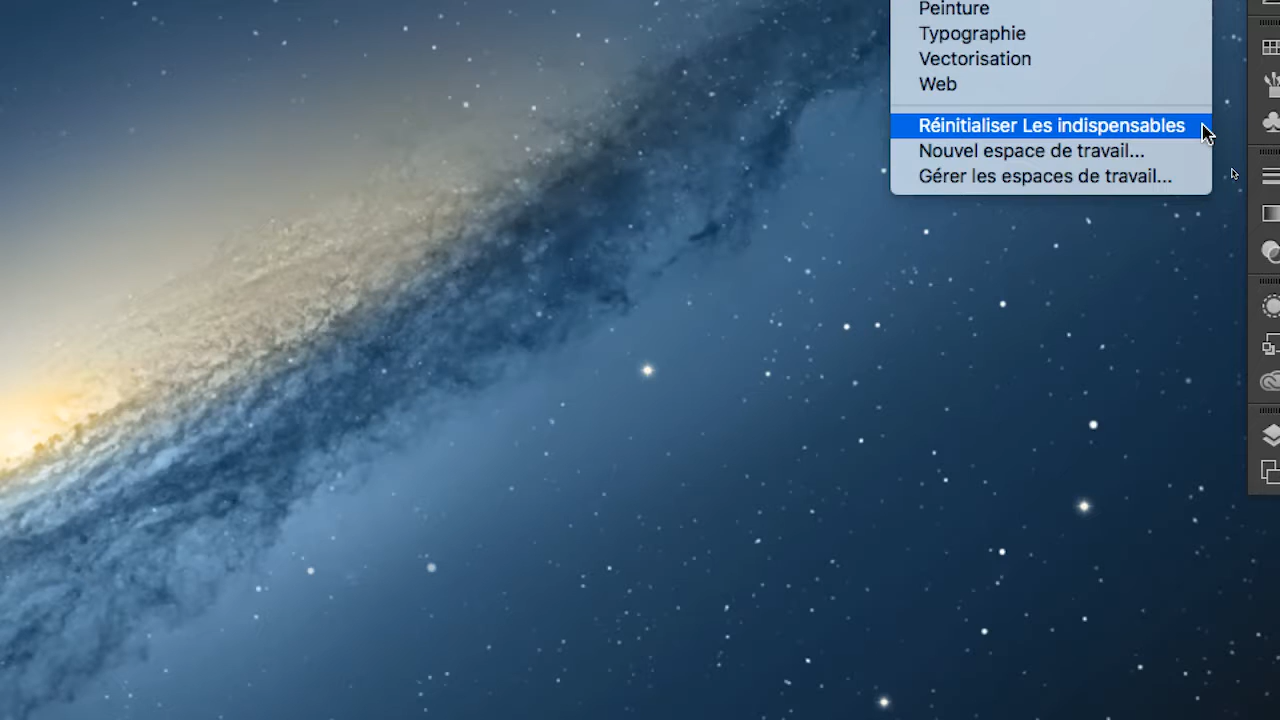 Peinture
Typographie
Vectorisation
Web
Réinitialiser Les indispensables
Nouvel espace de travail...
Gérer les espaces de travail...